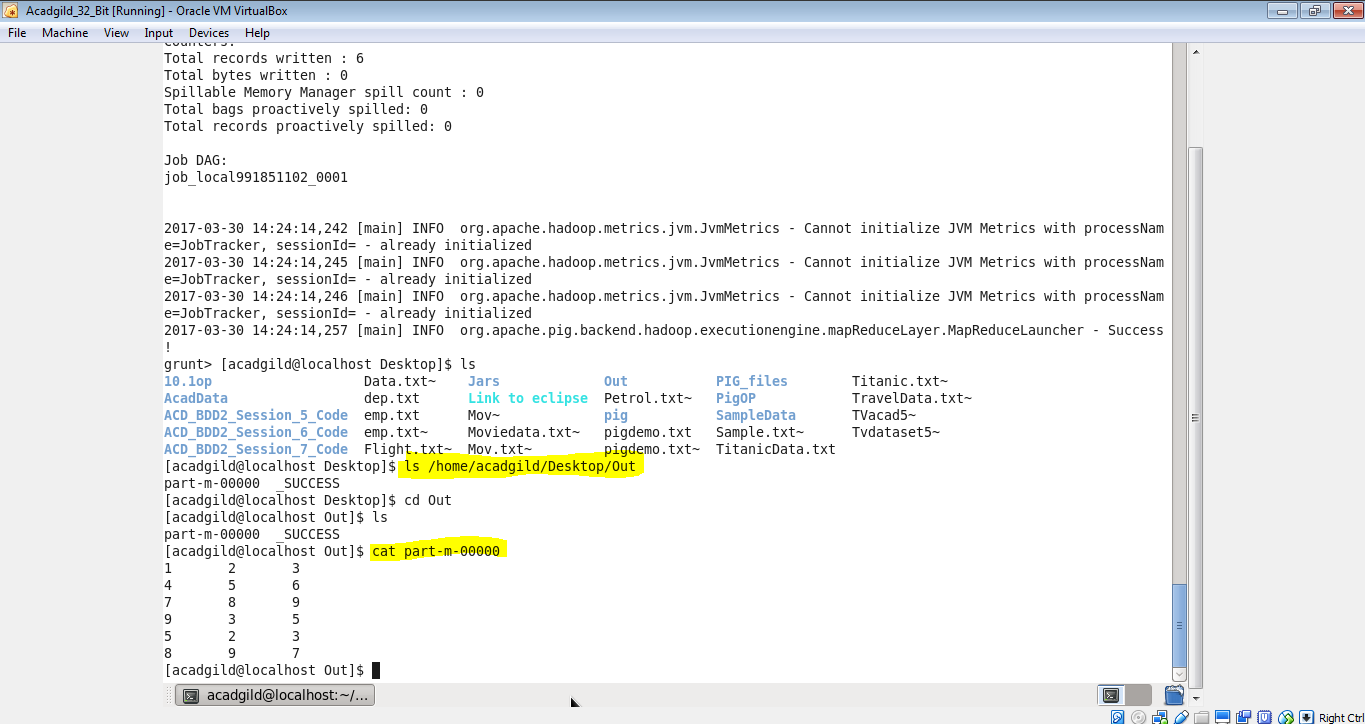 Acadgild_32_Bit [Running] - Oracle VM VirtualBox
File Machine View Input Devices Help
Counters:
Total records written : 6
Total bytes written : 0
Spillable Memory Manager spill count : 0
Total bags proactively spilled: 0
Total records proactively spilled: 0
Job DAG:
job_local991851102_0001
2017-03-30 14:24:14,242 [main] INFO  org.apache.hadoop.metrics.jvm.JvmMetrics - Cannot initialize JVM Metrics with processNam
e=JobTracker, sessionId= - already initialized
2017-03-30 14:24:14,245 [main] INFO  org.apache.hadoop.metrics.jvm.JvmMetrics - Cannot initialize JVM Metrics with processNam
e=JobTracker, sessionId= - already initialized
2017-03-30 14:24:14,246 [main] INFO  org.apache.hadoop.metrics.jvm.JvmMetrics - Cannot initialize JVM Metrics with processNam
e=JobTracker, sessionId= - already initialized
2017-03-30 14:24:14,257 [main] INFO  org.apache.pig.backend.hadoop.executionengine.mapReduceLayer.MapReduceLauncher - Success
!
grunt> [acadgild@localhost Desktop]$ ls
10.1op Data.txt~ Jars Out PIG_files Titanic.txt~
AcadData dep.txt Link to eclipse Petrol.txt~ PigOP TravelData.txt~
ACD_BDD2_Session_5_Code emp.txt Mov~ pig SampleData TVacad5~
ACD_BDD2_Session_6_Code emp.txt~ Moviedata.txt~ pigdemo.txt Sample.txt~ Tvdataset5~
ACD_BDD2_Session_7_Code Flight.txt~ Mov.txt~ pigdemo.txt~ TitanicData.txt
[acadgild@localhost Desktop]$ ls /home/acadgild/Desktop/Out
part-m-00000  _SUCCESS
[acadgild@localhost Desktop]$ cd Out
[acadgild@localhost Out]$ ls
part-m-00000  _SUCCESS
[acadgild@localhost Out]$ cat part-m-00000
1 2 3
4 5 6
7 8 9
9 3 5
5 2 3
8 9 7
[acadgild@localhost Out]$
acadgild@localhost:~/...
Right Ctrl